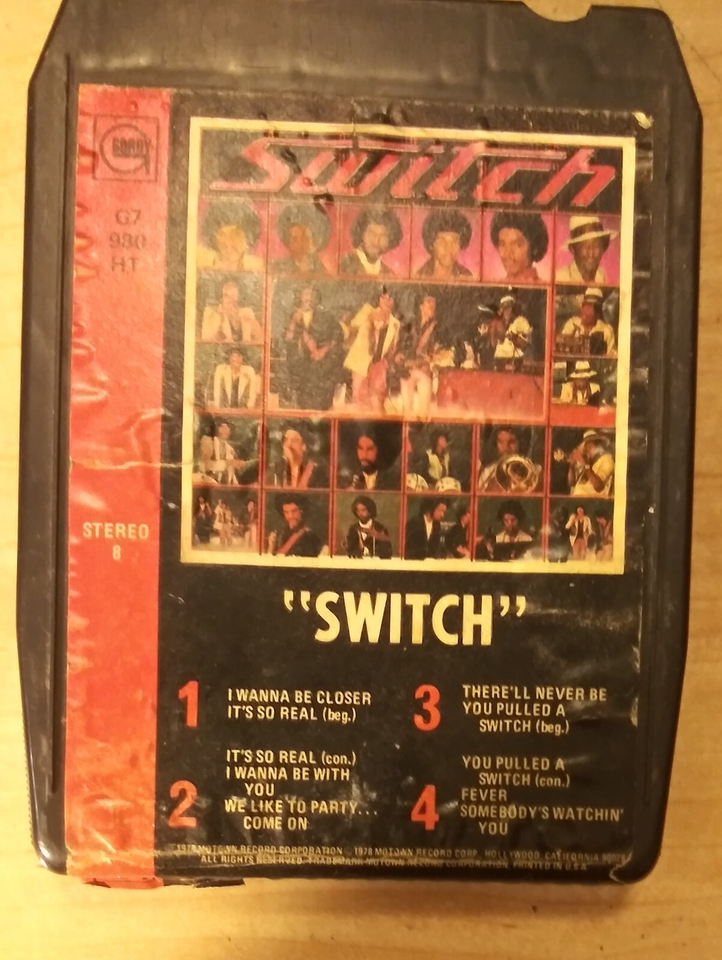 GORDY
G7
980
HT
STEREO
8
Switch
"SWITCH"
1
I WANNA BE CLOSER
IT'S SO REAL (beg.)
2
IT'S SO REAL (con.)
I WANNA BE WITH
YOU
WE LIKE TO PARTY...
COME ON
3
THERE'LL NEVER BE
YOU PULLED A
SWITCH (beg.)
4
YOU PULLED A
SWITCH (con.)
FEVER
SOMEBODY'S WATCHIN'
YOU
1978 MOTOWN RECORD CORPORATION 1978 MOTOWN RECORD CORP. HOLLYWOOD, CALIFORNIA
ALL RIGHTS RESERVED. TRADEMARK MOTOWN RECORD CORPORATION. PRINTED IN U.S.A.